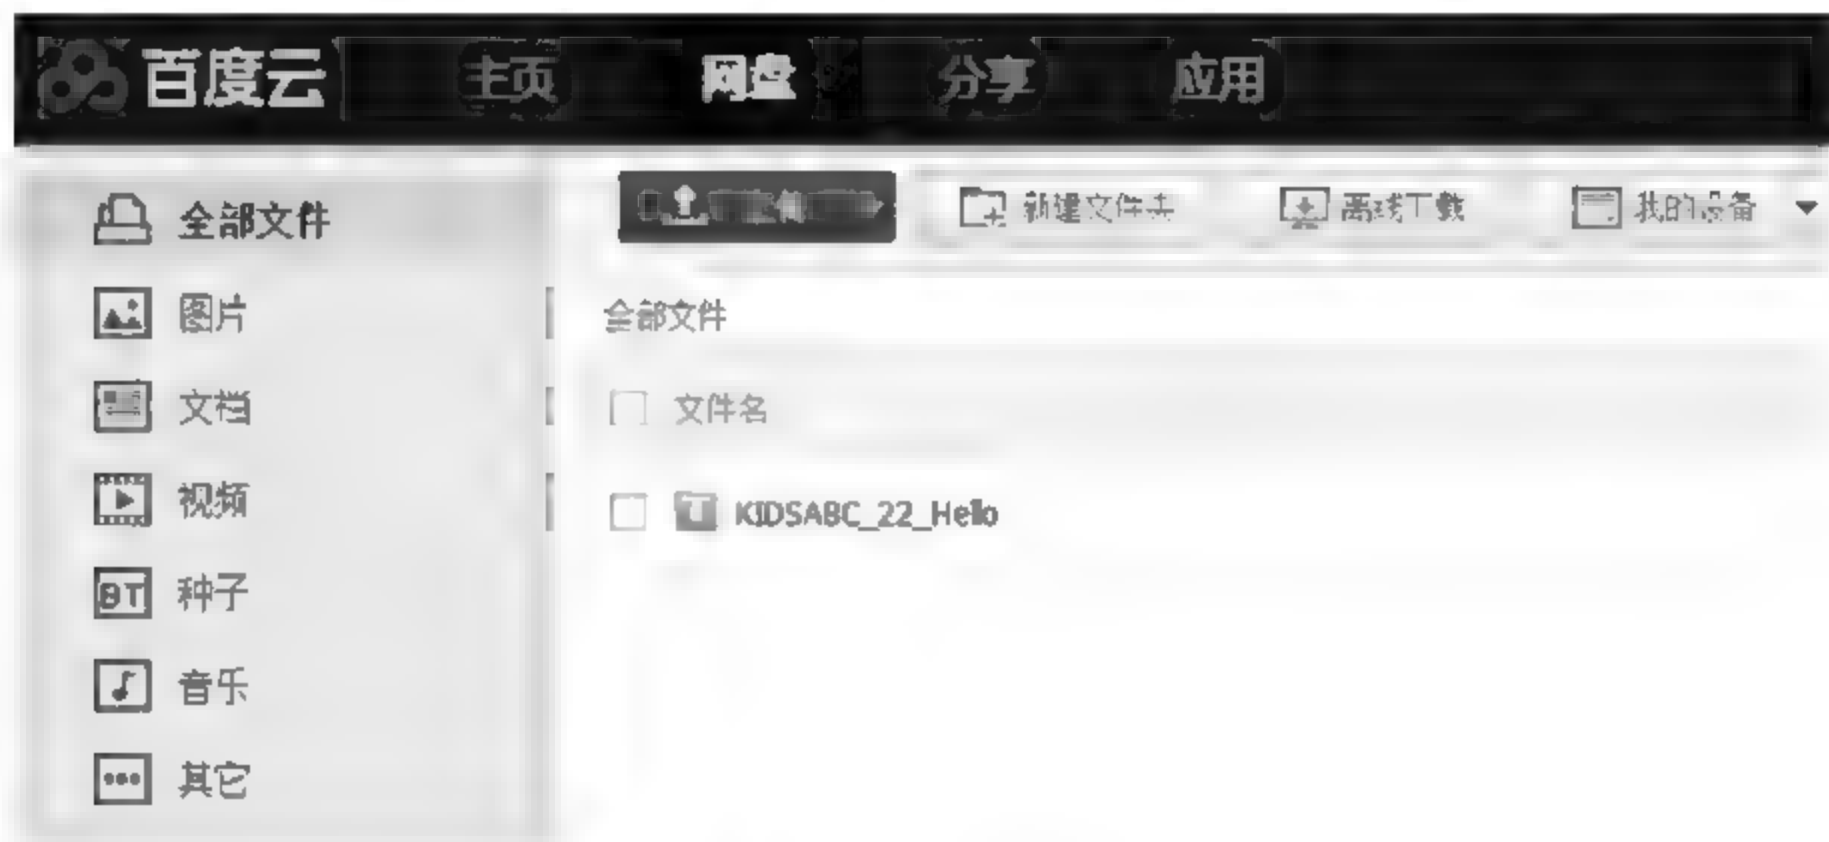 百度云 主页 网盘 分享 应用
全部文件
新建文件夹 离线下载 我的设备
图片
全部文件
文档
文件名
视频
KIDSABC_22_Hello
BT 种子
音乐
其它